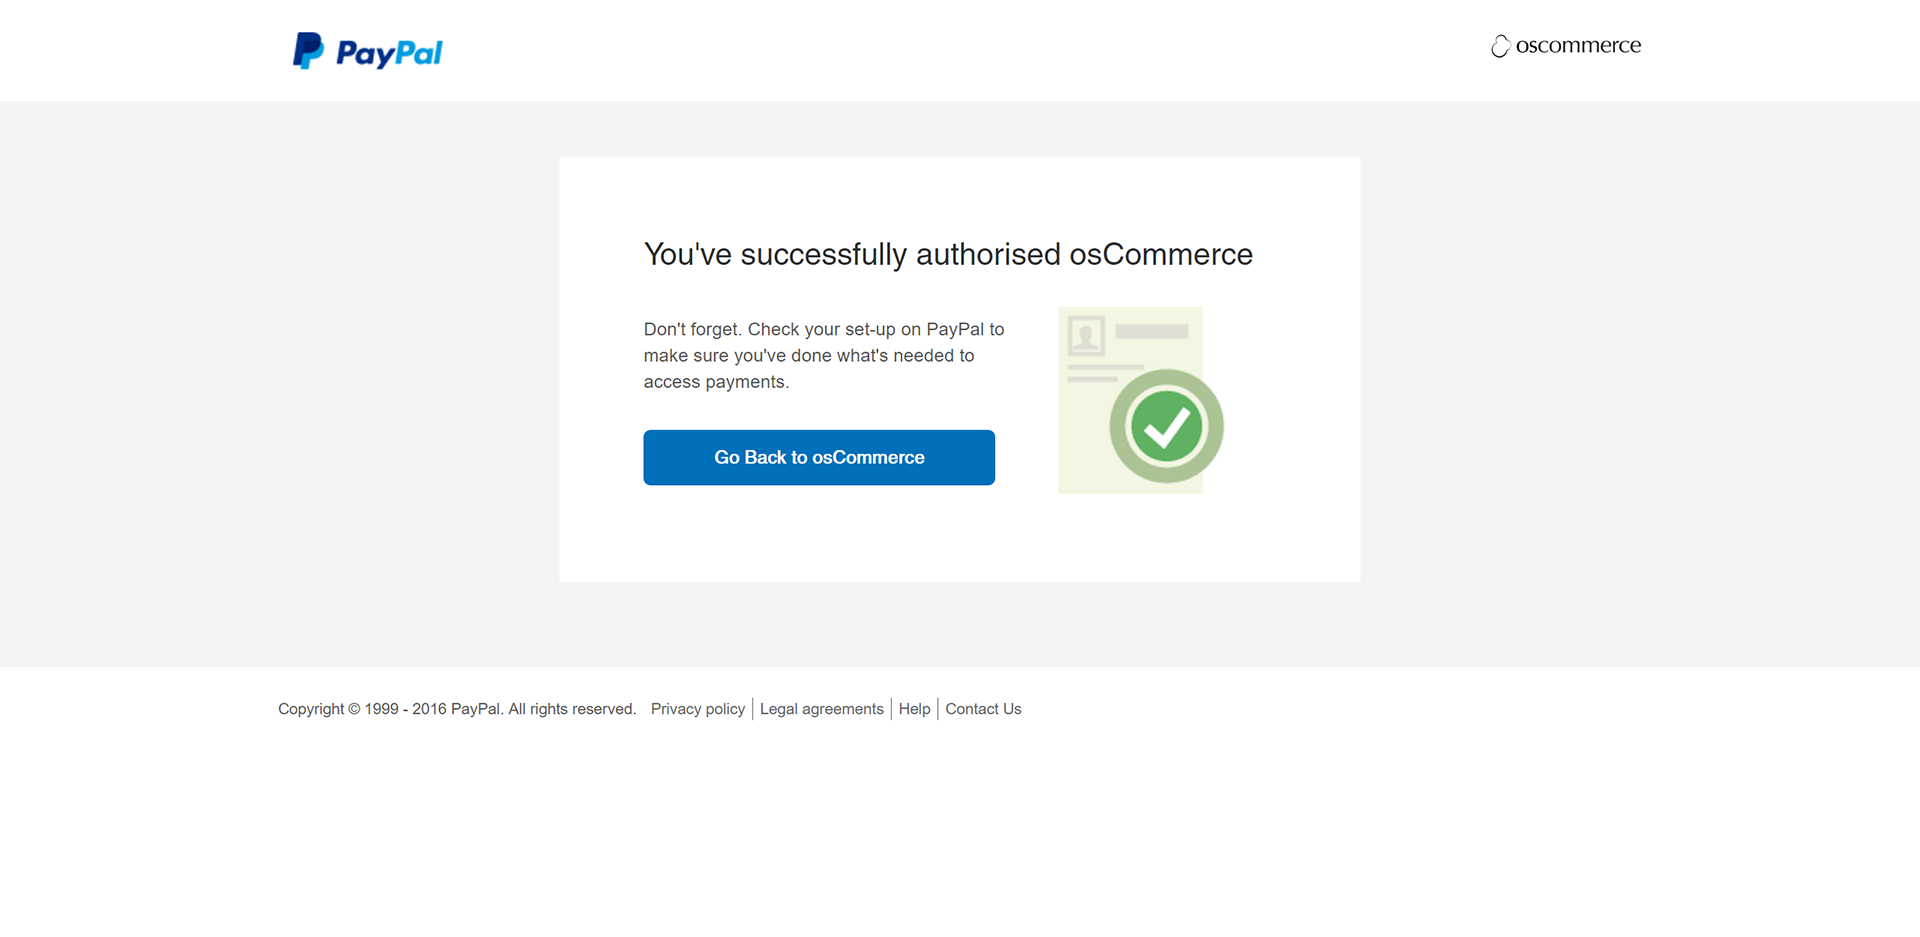 PayPal
oscommerce
You've successfully authorised osCommerce
Don't forget. Check your set-up on PayPal to
make sure you've done what's needed to
access payments.
Go Back to osCommerce
Copyright © 1999 - 2016 PayPal. All rights reserved. Privacy policy Legal agreements Help Contact Us